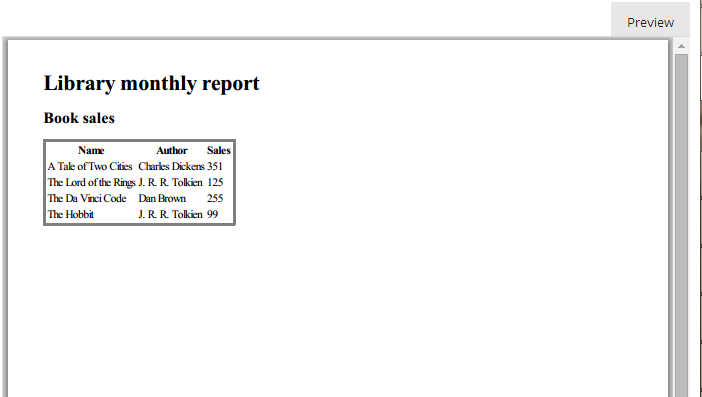 Preview
Library monthly report
Book sales
Name Author Sales
A Tale of Two Cities Charles Dickens 351
The Lord of the Rings J. R. R. Tolkien 125
The Da Vinci Code Dan Brown 255
The Hobbit J. R. R. Tolkien 99